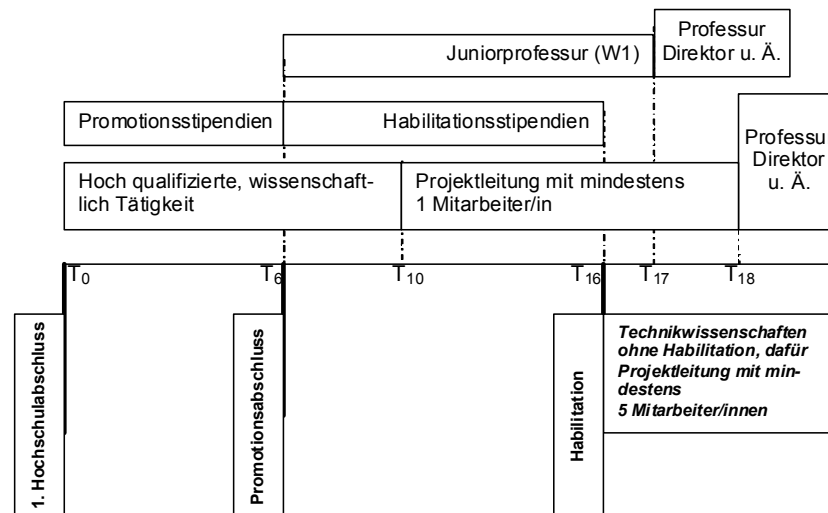 Professur
Direktor u. Ä.
Juniorprofessur (W1)
Promotionsstipendien
Habilitationsstipendien
Professur
Direktor
u. Ä.
Hoch qualifizierte, wissenschaft-
lich Tätigkeit
Projektleitung mit mindestens
1 Mitarbeiter/in
T0
T6
T10
T16
T17
T18
1. Hochschulabschluss
Promotionsabschluss
Habilitation
Technikwissenschaften
ohne Habilitation, dafür
Projektleitung mit min-
destens
5 Mitarbeiter/innen